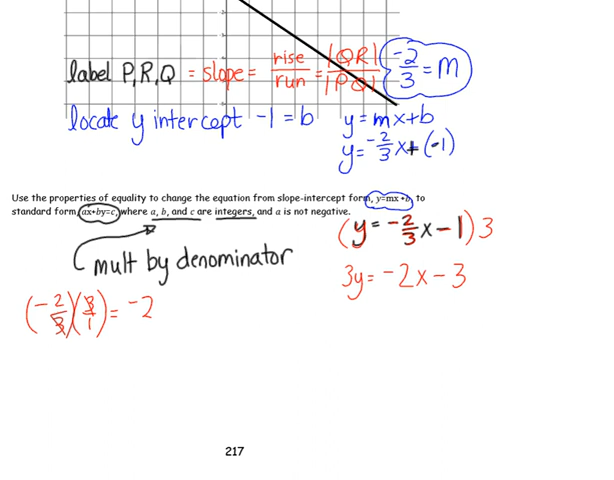 label P,R,Q = slope = rise/run = |QR|/|PQ| -2/3 = m
locate y intercept -1 = b y = mx+b
y = -2/3 x + (-1)
Use the properties of equality to change the equation from slope-intercept form, y=mx+b, to
standard form, ax+by=c, where a, b, and c are integers, and a is not negative.
(y = -2/3 x - 1) 3
mult by denominator
3y = -2x - 3
(-2/3)(3/1) = -2
217